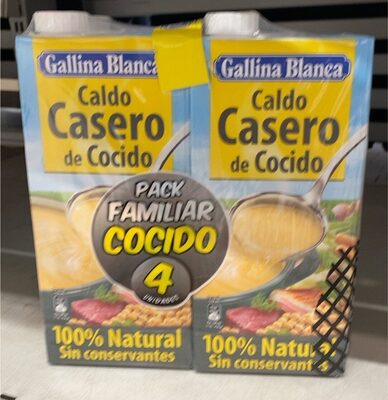 Gallina Blanca
Caldo
Casero
de Cocido
100% Natural
Sin conservantes
PACK
FAMILIAR
COCIDO
4
UNIDADES
Gallina Blanca
Caldo
Casero
de Cocido
100% Natural
Sin conservantes